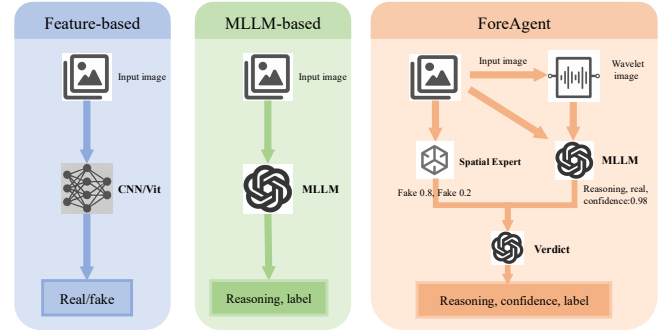 Feature-based
Input image
CNN/Vit
Real/fake
MLLM-based
Input image
MLLM
Reasoning, label
ForeAgent
Input image
Wavelet
image
Spatial Expert
MLLM
Fake 0.8, Fake 0.2
Reasoning, real,
confidence:0.98
Verdict
Reasoning, confidence, label